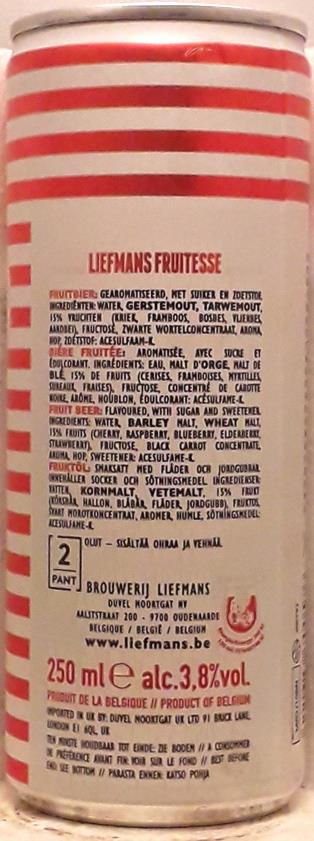 LIEFMANS FRUITESSE
FRUITBIER: GEAROMATISEERD, MET SUIKER EN ZOETSTOF.
INGREDIËNTEN: WATER, GERSTEMOUT, TARWEMOUT,
15% VRUCHTEN (KRIEK, FRAMBOOS, BOSBES, VLIERBES,
AARDBEI), FRUCTOSE, ZWARTE WORTELCONCENTRAAT, AROMA,
HOP, ZOETSTOF: ACESULFAAM-K.
BIÈRE FRUITÉE: AROMATISÉE, AVEC SUCRE ET
ÉDULCORANT. INGRÉDIENTS: EAU, MALT D'ORGE, MALT DE
BLÉ, 15% DE FRUITS (CERISES, FRAMBOISES, MYRTILLES,
SUREAUX, FRAISES), FRUCTOSE, CONCENTRÉ DE CAROTTE
NOIRE, ARÔME, HOUBLON, ÉDULCORANT: ACÉSULFAME-K.
FRUIT BEER: FLAVOURED, WITH SUGAR AND SWEETENER.
INGREDIENTS: WATER, BARLEY MALT, WHEAT MALT,
15% FRUITS (CHERRY, RASPBERRY, BLUEBERRY, ELDERBERRY,
STRAWBERRY), FRUCTOSE, BLACK CARROT CONCENTRATE,
AROMA, HOP, SWEETENER: ACESULFAME-K.
FRUKTÖL: SMAKSATT MED FLÄDER OCH JORDGUBBAR.
INNEHÅLLER SOCKER OCH SÖTNINGSMEDEL. INGREDIENSER:
VATTEN, KORNMALT, VETEMALT, 15% FRUKT
(KÖRSBÄR, HALLON, BLÅBÄR, FLÄDER, JORDGUBB), FRUKTOS,
SVART MOROTKONCENTRAT, AROMER, HUMLE, SÖTNINGSMEDEL:
ACESULFAME-K.
OLUT – SISÄLTÄÄ OHRAA JA VEHNÄÄ.
2
PANT
BROUWERIJ LIEFMANS
DUVEL MOORTGAT NV
AALSTSTRAAT 200 - 9700 OUDENAARDE
BELGIQUE / BELGIË / BELGIUM
www.liefmans.be
250 ml e alc.3,8%vol.
PRODUIT DE LA BELGIQUE // PRODUCT OF BELGIUM
IMPORTED IN UK BY: DUVEL MOORTGAT UK LTD 91 BRICK LANE,
LONDON E1 6QL, UK
TEN MINSTE HOUDBAAR TOT EINDE: ZIE BODEM // A CONSOMMER
DE PRÉFÉRENCE AVANT FIN: VOIR SUR LE FOND // BEST BEFORE
END: SEE BOTTOM // PARASTA ENNEN: KATSO POHJA